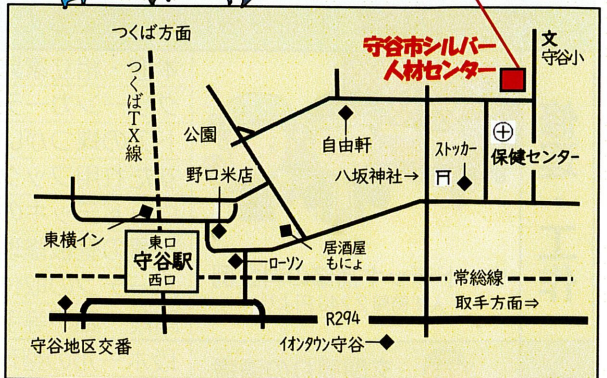 つくば方面
つくばTX線
守谷市シルバー
人材センター
文
守谷小
公園
自由軒
ストッカー
保健センター
野口米店
八坂神社→
東横イン
東口
守谷駅
西口
ローソン
居酒屋
もにょ
常総線
取手方面⇒
R294
守谷地区交番
イオンタウン守谷